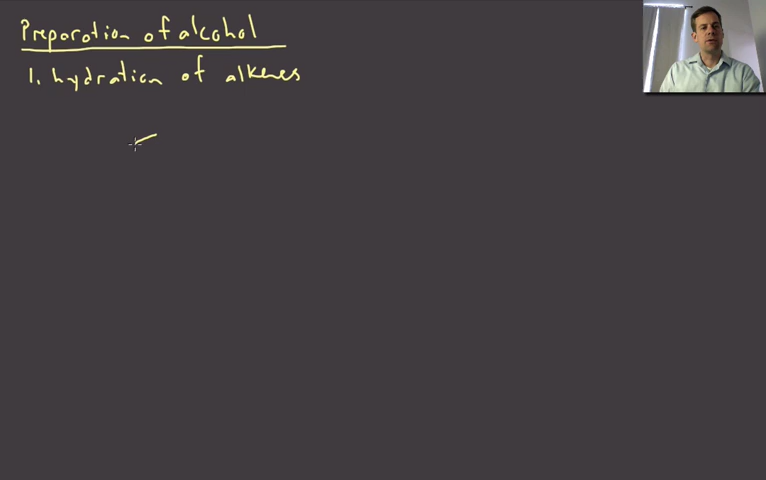 Preparation of alcohol
1. hydration of alkenes